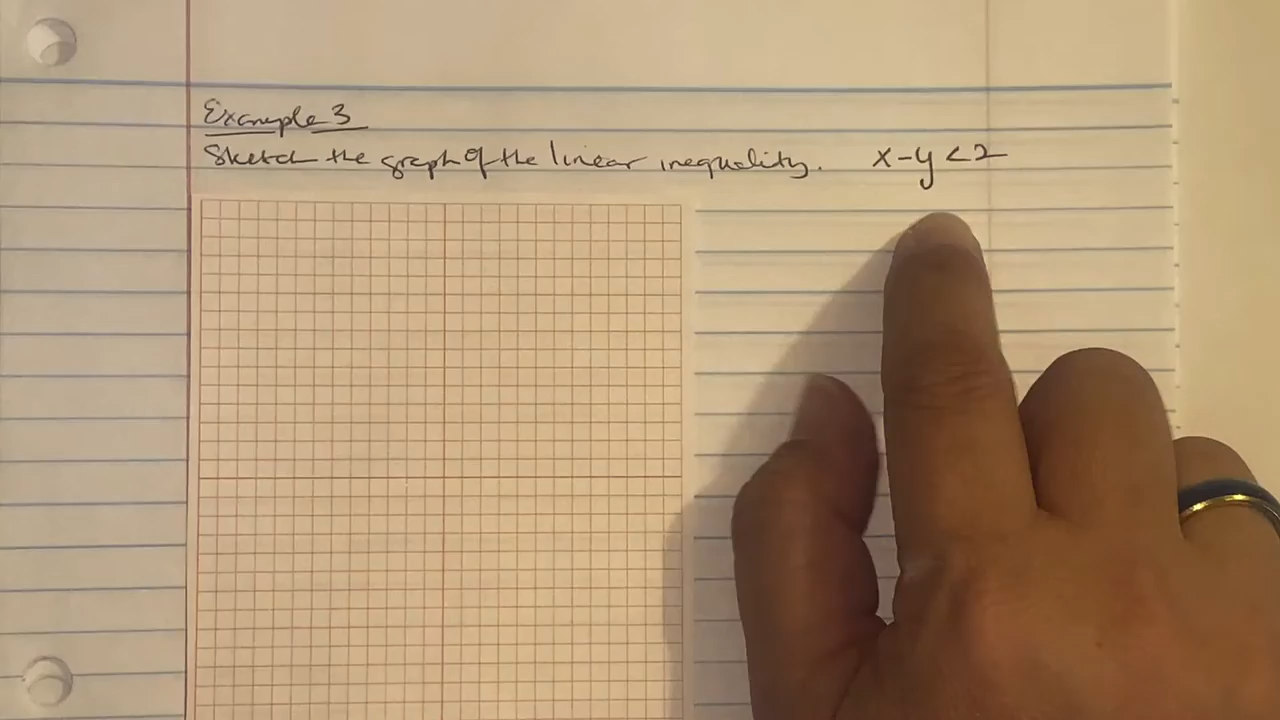 Example 3
Sketch the graph of the linear inequality. x-y<2